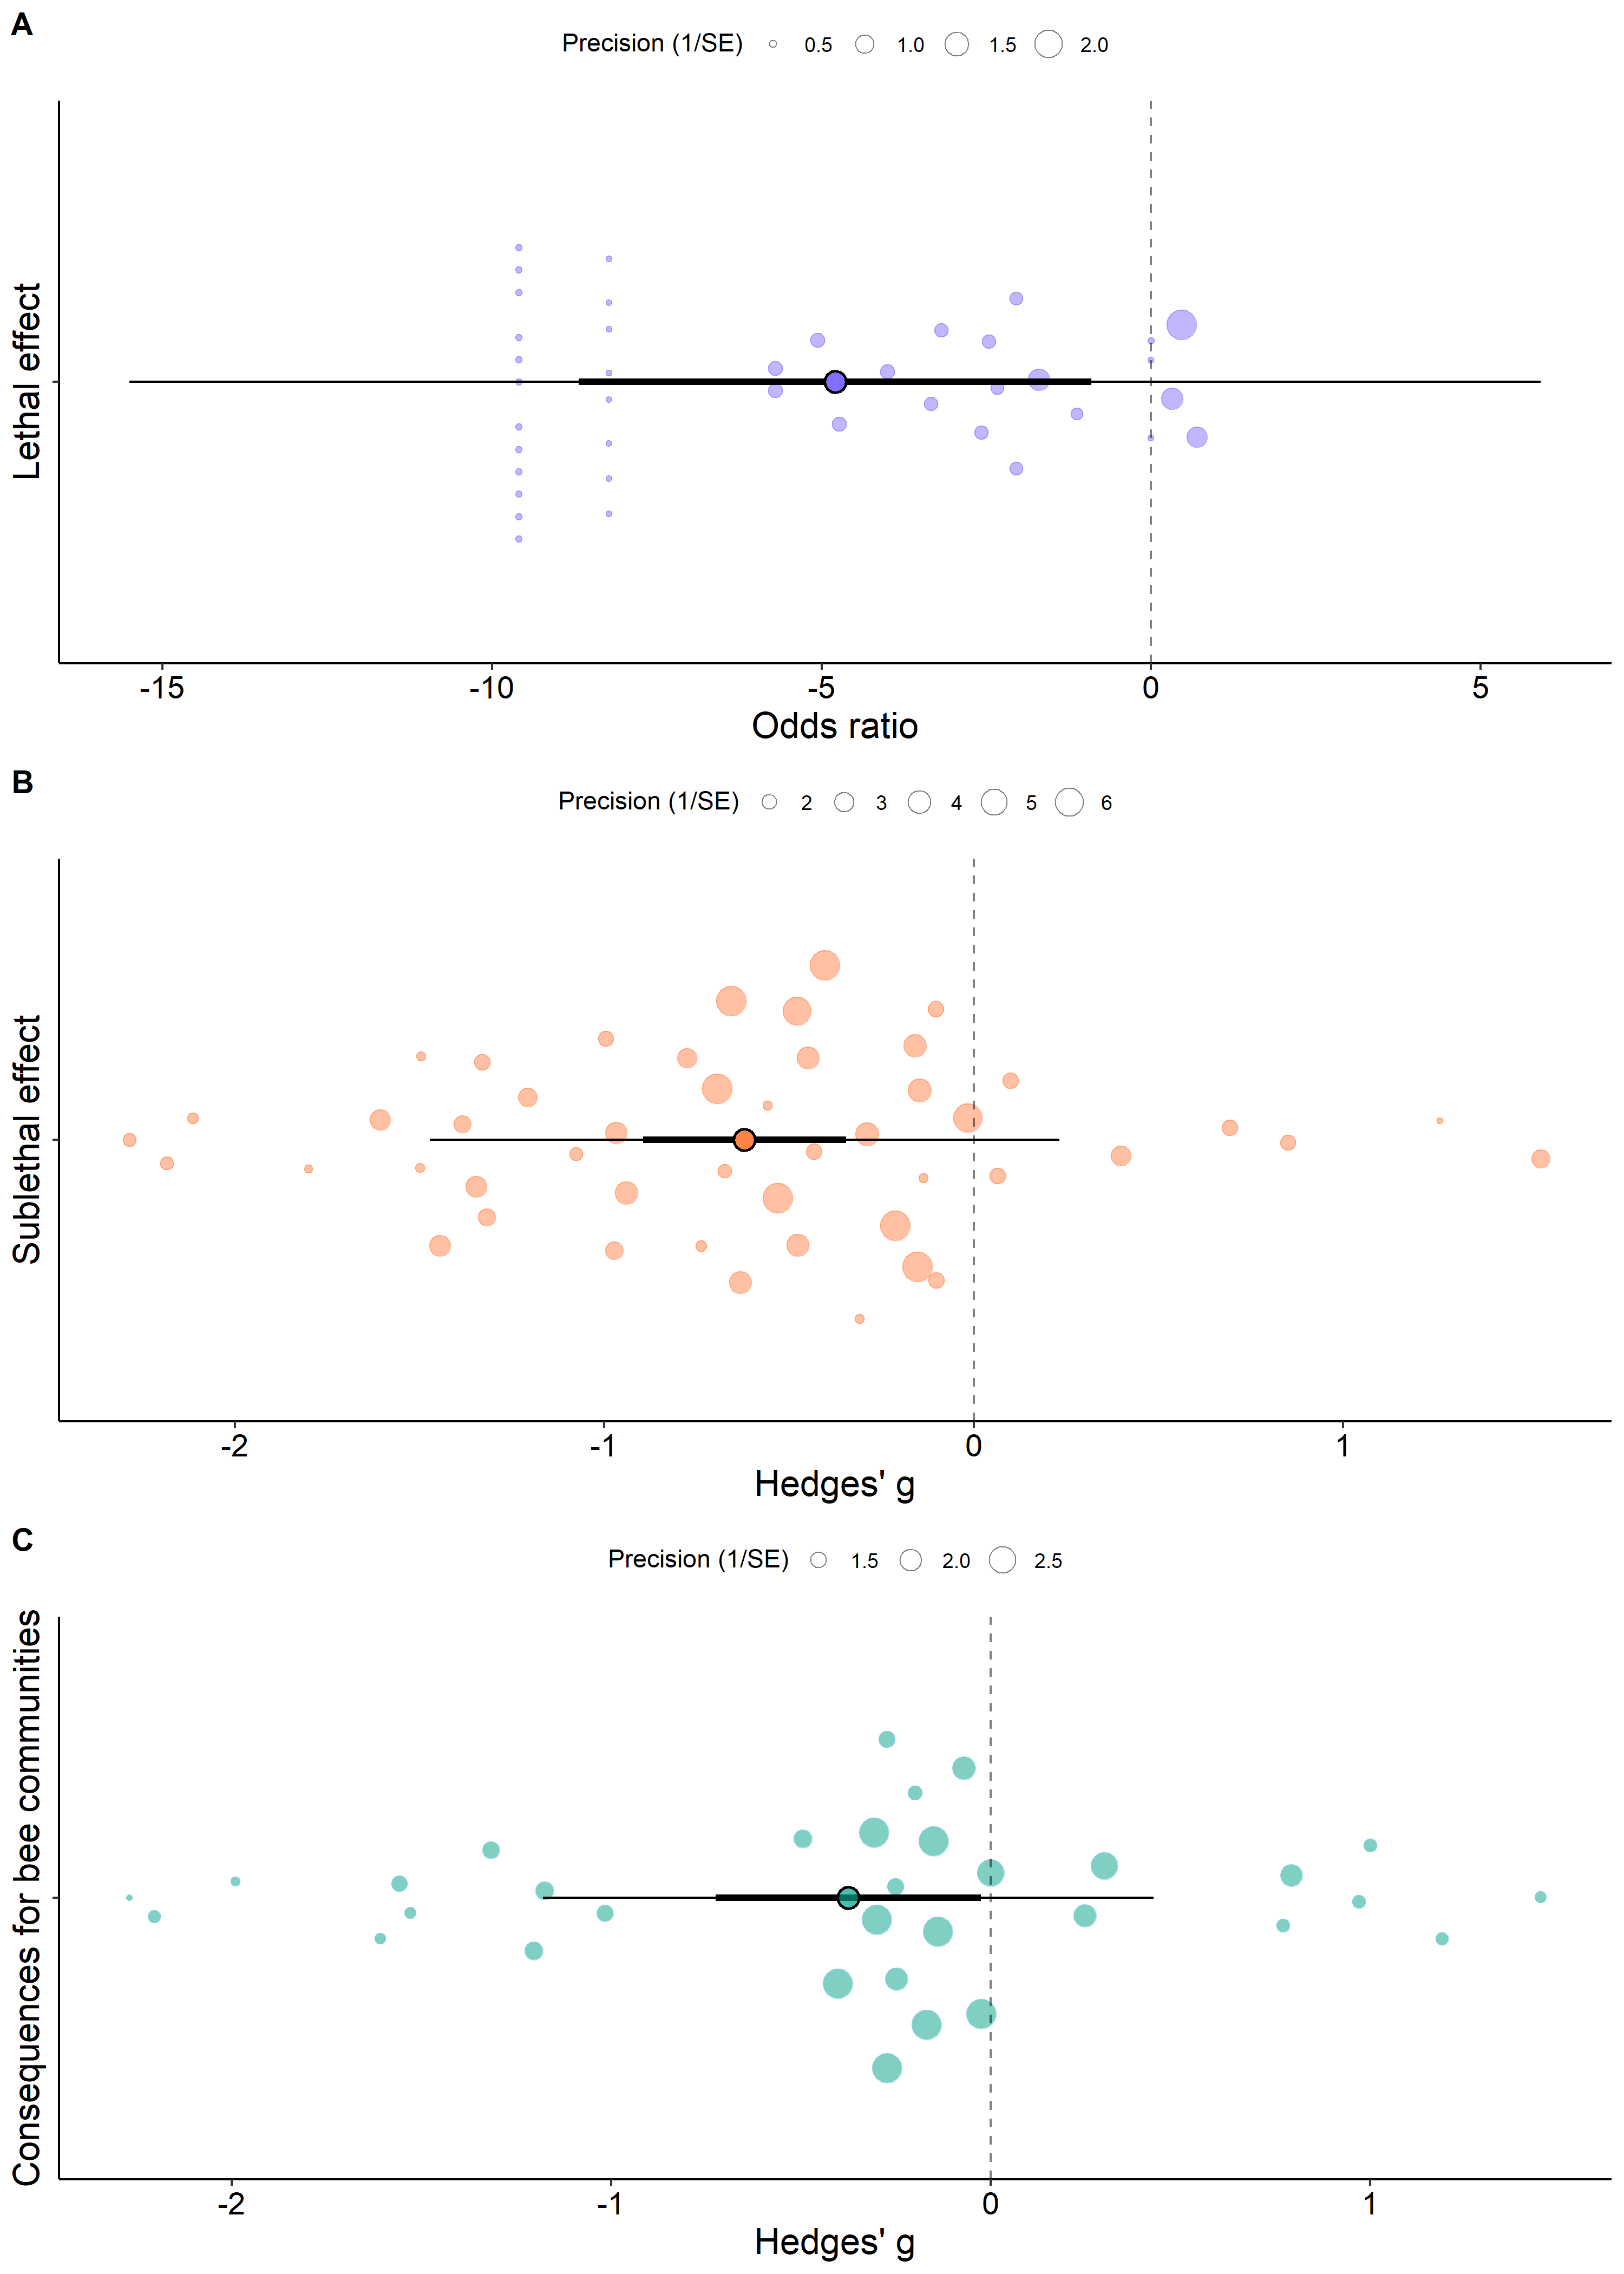 A
Precision (1/SE) 0.5 1.0 1.5 2.0
Lethal effect
-15 -10 -5 0 5
Odds ratio
B
Precision (1/SE) 2 3 4 5 6
Sublethal effect
-2 -1 0 1
Hedges' g
C
Precision (1/SE) 1.5 2.0 2.5
Consequences for bee communities
-2 -1 0 1
Hedges' g